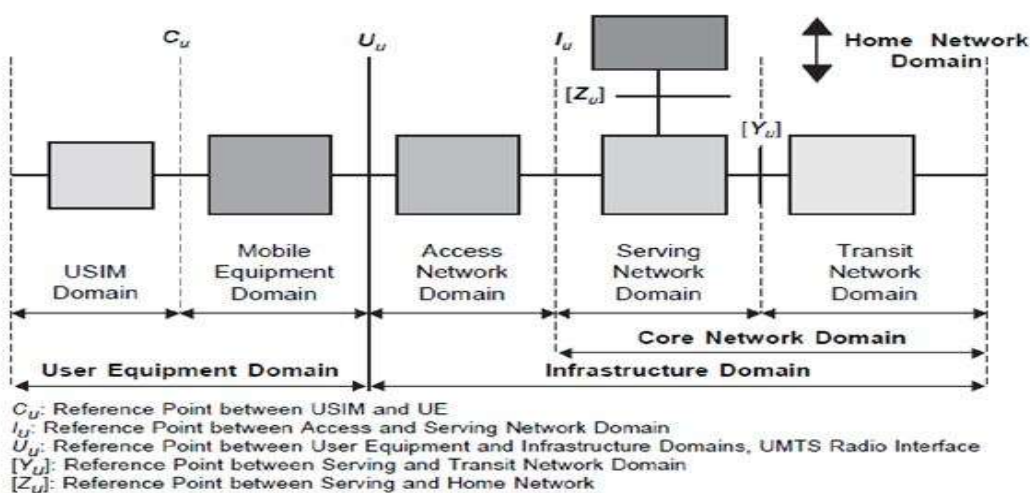 Cu
Uu
Iu
Home Network
Domain
[Zu]
[Yu]
USIM
Domain
Mobile
Equipment
Domain
Access
Network
Domain
Serving
Network
Domain
Transit
Network
Domain
Core Network Domain
User Equipment Domain
Infrastructure Domain
Cu: Reference Point between USIM and UE
Iu: Reference Point between Access and Serving Network Domain
Uu: Reference Point between User Equipment and Infrastructure Domains, UMTS Radio Interface
[Yu]: Reference Point between Serving and Transit Network Domain
[Zu]: Reference Point between Serving and Home Network